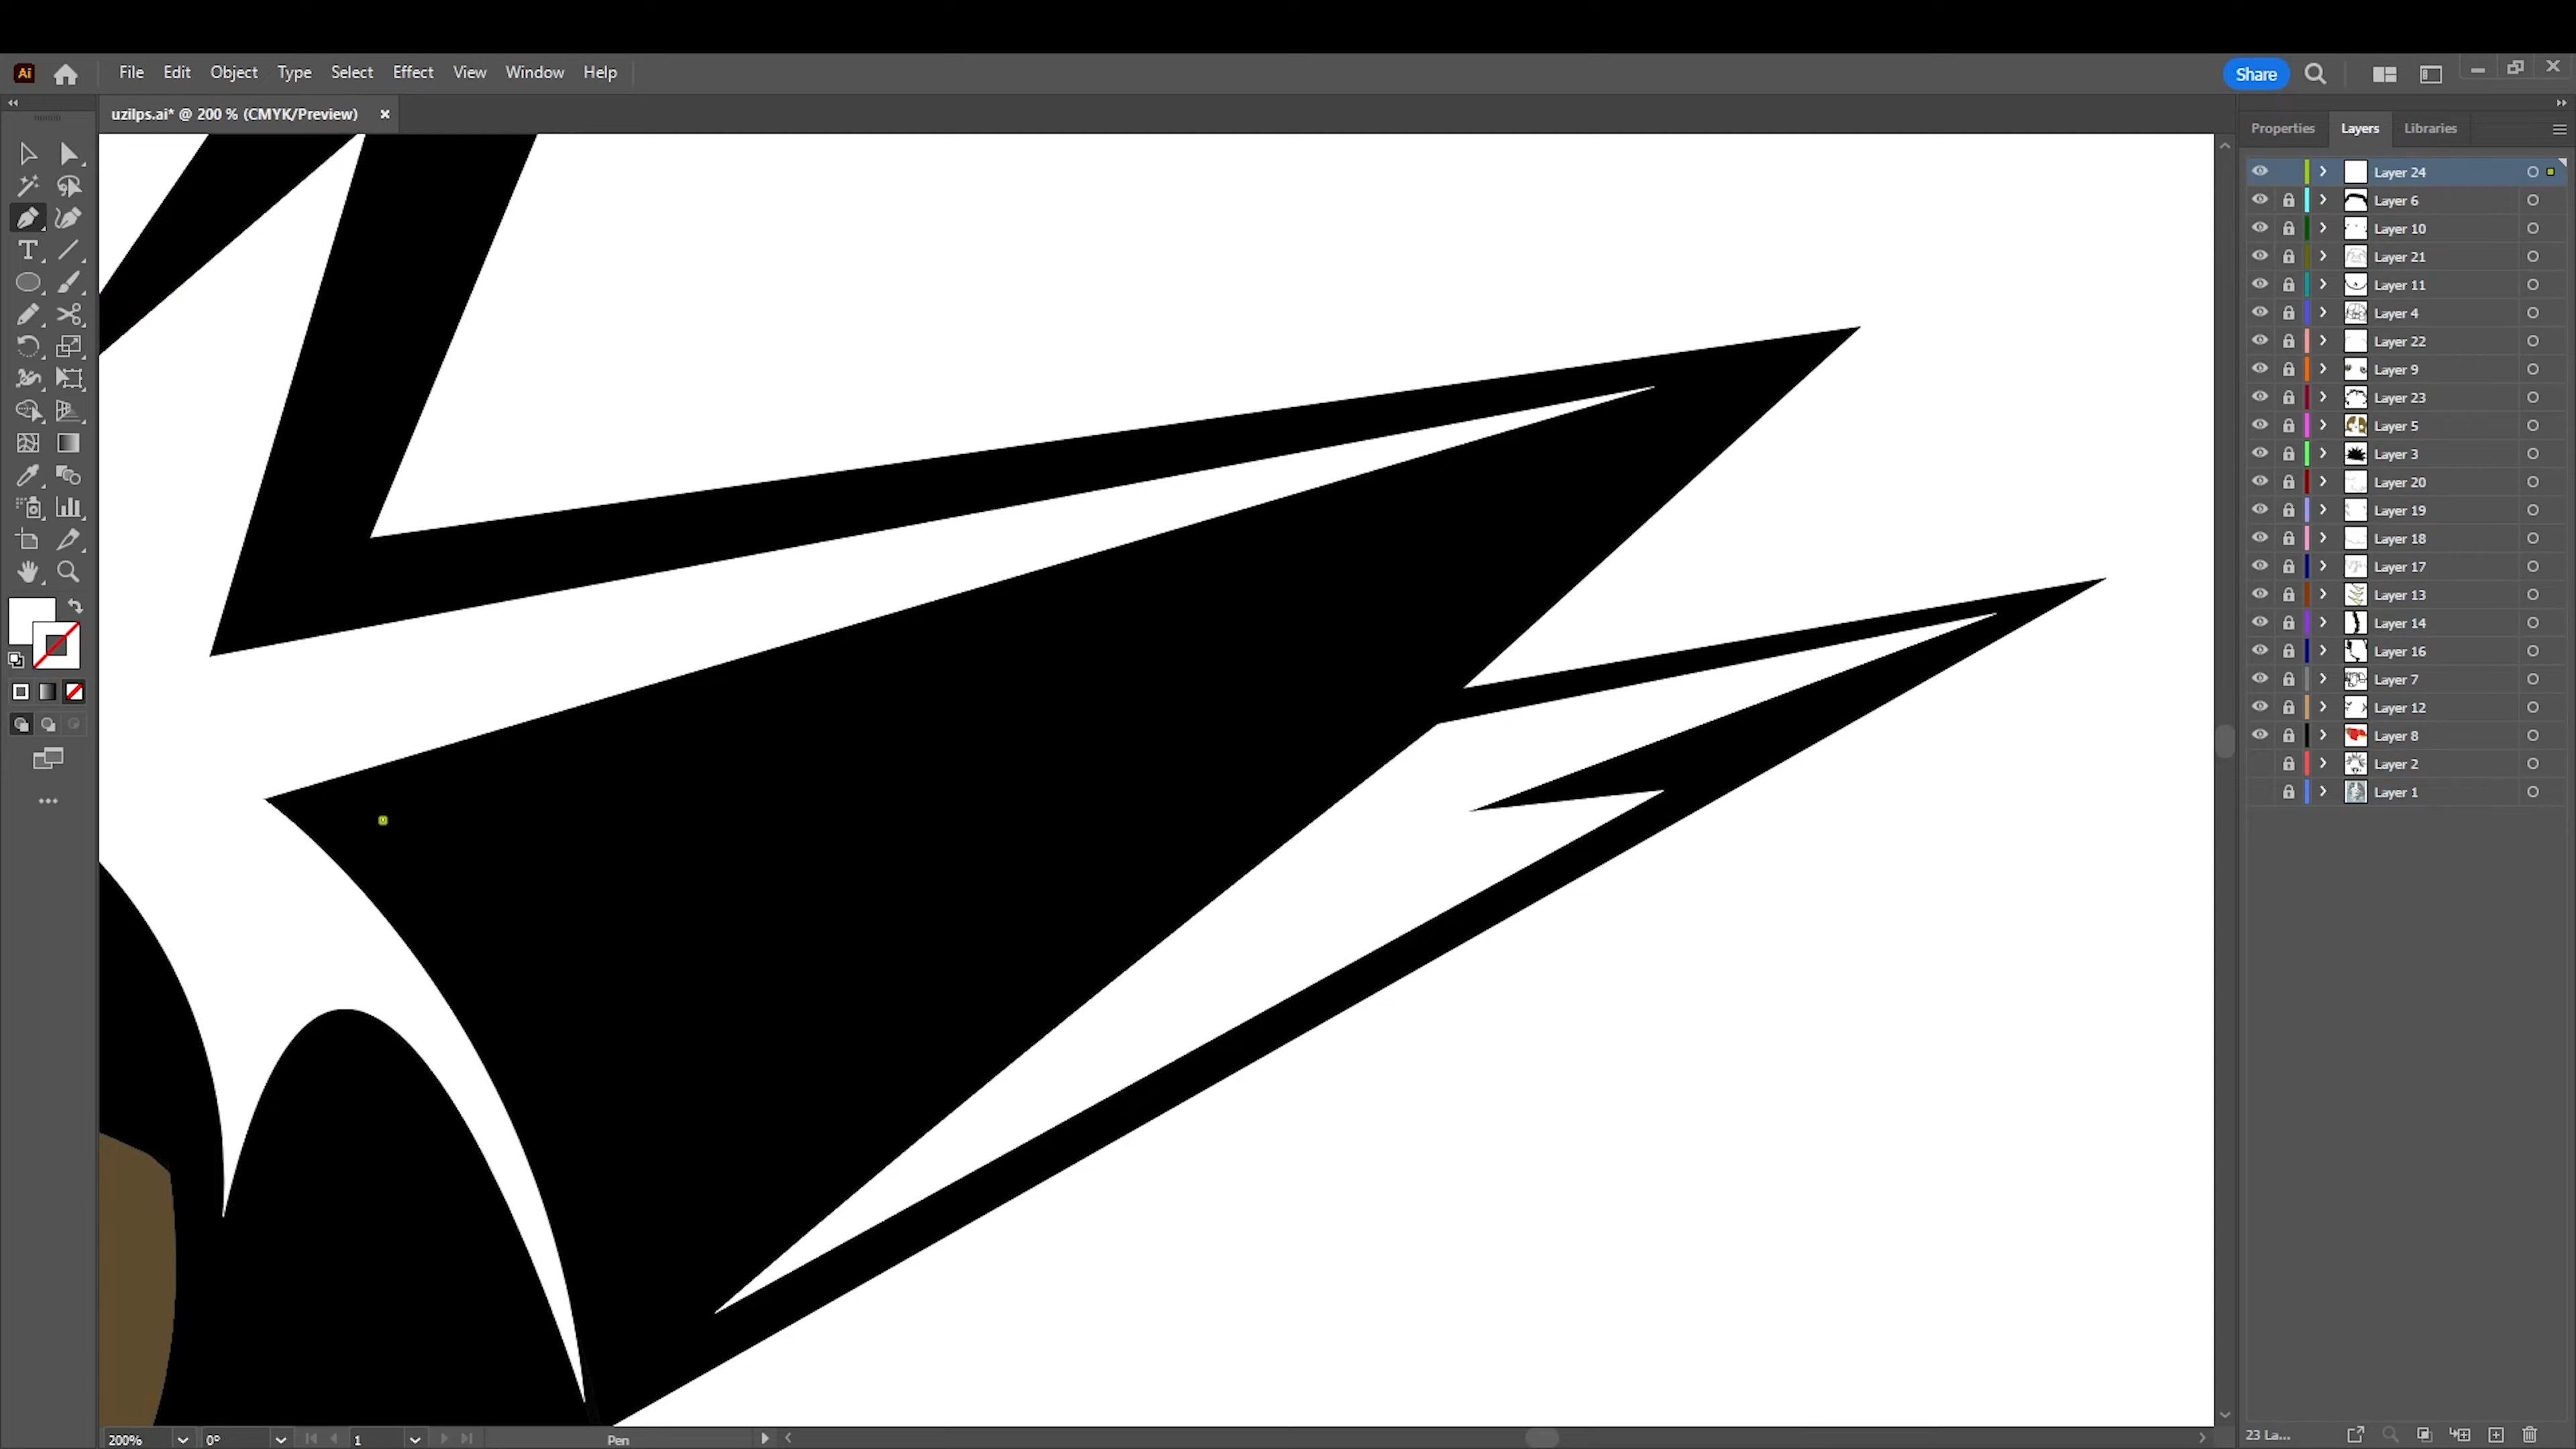 Ai File Edit Object Type Select Effect View Window Help Share
uzilps.ai* @ 200 % (CMYK/Preview) ×
Properties Layers Libraries
Layer 24
Layer 6
Layer 10
Layer 21
Layer 11
Layer 4
Layer 22
Layer 9
Layer 23
Layer 5
Layer 3
Layer 20
Layer 19
Layer 18
Layer 17
Layer 13
Layer 14
Layer 16
Layer 7
Layer 12
Layer 8
Layer 2
Layer 1
200% 0° 1 Pen 23 La...